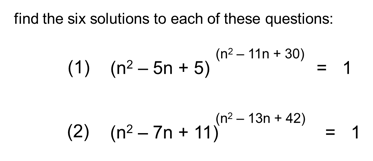 find the six solutions to each of these questions:
(1) (n² – 5n + 5)^(n² – 11n + 30) = 1
(2) (n² – 7n + 11)^(n² – 13n + 42) = 1